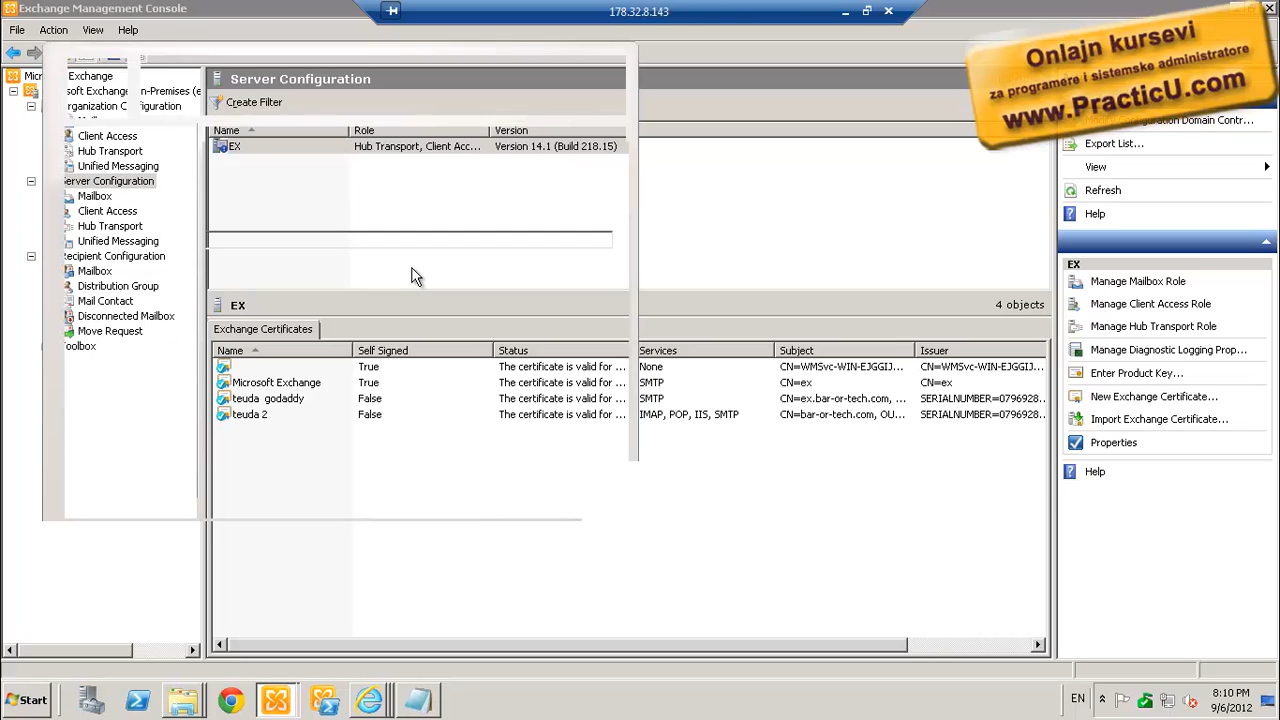 Exchange Management Console
178.32.8.143
File Action View Help
Exchange
soft Exchange
n-Premises (e
rganization C
figuration
Client Access
Hub Transport
Unified Messaging
erver Configuration
Mailbox
Client Access
Hub Transport
Unified Messaging
ecipient Configuration
Mailbox
Distribution Group
Mail Contact
Disconnected Mailbox
Move Request
oolbox
Server Configuration
Create Filter
Name Role Version
EX Hub Transport, Client Acc... Version 14.1 (Build 218.15)
EX 4 objects
Exchange Certificates
Name Self Signed Status Services Subject Issuer
True The certificate is valid for ... None CN=WMSvc-WIN-EJGGIJ... CN=WMSvc-WIN-EJGGIJ..
Microsoft Exchange True The certificate is valid for ... SMTP CN=ex CN=ex
teuda godaddy False The certificate is valid for ... SMTP CN=ex.bar-or-tech.com, ... SERIALNUMBER=0796928..
teuda 2 False The certificate is valid for ... IMAP, POP, IIS, SMTP CN=bar-or-tech.com, OU... SERIALNUMBER=0796928..
Onlajn kursevi
za programere i sistemske administratore
www.PracticU.com
Configuration Domain Contr...
Export List...
View
Refresh
Help
EX
Manage Mailbox Role
Manage Client Access Role
Manage Hub Transport Role
Manage Diagnostic Logging Prop...
Enter Product Key...
New Exchange Certificate...
Import Exchange Certificate...
Properties
Help
Start
EN
8:10 PM
9/6/2012